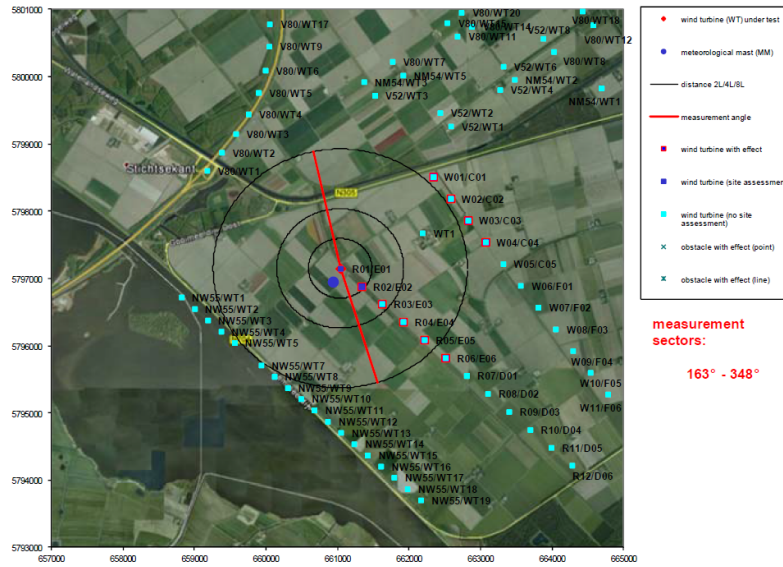 5801000
5800000
5799000
5798000
5797000
5796000
5795000
5794000
5793000
657000
658000
659000
660000
661000
662000
663000
664000
665000
V80/WT17
V80/WT9
V80/WT6
V80/WT5
V80/WT4
V80/WT3
V80/WT2
V80/WT1
Stichtsekant
N305
V80/WT20
V80/WT15
V80/WT14
V80/WT11
V80/WT18
V80/WT12
V52/WT8
V80/WT8
V80/WT7
NM54/WT5
NM54/WT3
V52/WT3
V52/WT6
NM54/WT2
V52/WT4
NM54/WT1
V52/WT2
V52/WT1
W01/C01
W02/C02
W03/C03
W04/C04
WT1
W05/C05
W06/F01
W07/F02
W08/F03
W09/F04
W10/F05
W11/F06
R01/E01
R02/E02
R03/E03
R04/E04
R05/E05
R06/E06
R07/D01
R08/D02
R09/D03
R10/D04
R11/D05
R12/D06
NW55/WT1
NW55/WT2
NW55/WT3
NW55/WT4
NW55/WT5
NW55/WT7
NW55/WT8
NW55/WT9
NW55/WT10
NW55/WT11
NW55/WT12
NW55/WT13
NW55/WT14
NW55/WT15
NW55/WT16
NW55/WT17
NW55/WT18
NW55/WT19
wind turbine (WT) under test
meteorological mast (MM)
distance 2L/4L/8L
measurement angle
wind turbine with effect
wind turbine (site assessmer
wind turbine (no site
assessment)
obstacle with effect (point)
obstacle with effect (line)
measurement
sectors:
163° - 348°